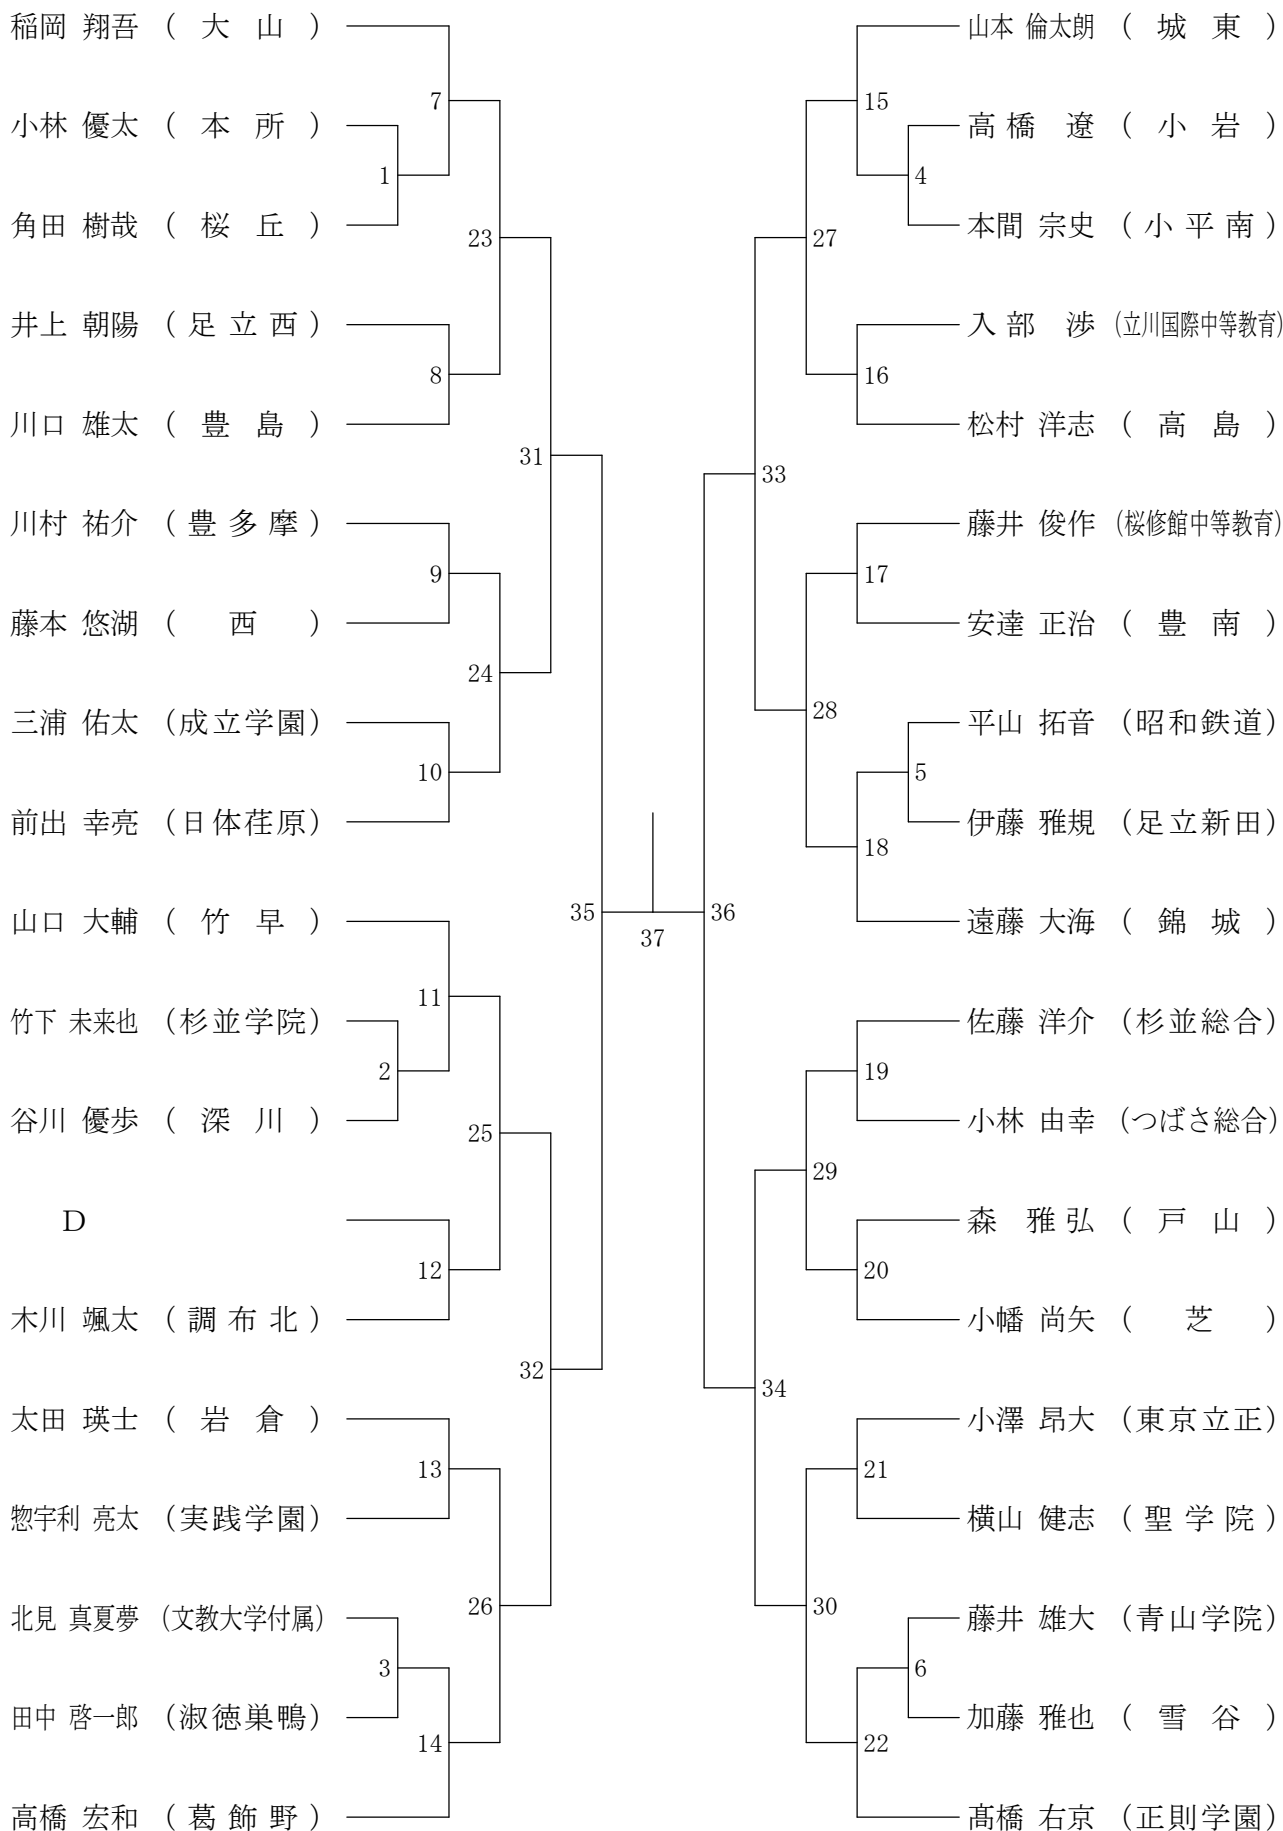 稲岡 翔吾 （ 大 山 ）
7
小林 優太 （ 本 所 ）
1
角田 樹哉 （ 桜 丘 ）
23
井上 朝陽 （ 足 立 西 ）
8
川口 雄太 （ 豊 島 ）
31
川村 祐介 （ 豊 多 摩 ）
9
藤本 悠湖 （ 西 ）
24
三浦 佑太 （成立学園）
10
前出 幸亮 （日体荏原）
35
山口 大輔 （ 竹 早 ）
11
竹下 未来也 （杉並学院）
2
谷川 優歩 （ 深 川 ）
25
D
12
木川 颯太 （ 調 布 北 ）
32
太田 瑛士 （ 岩 倉 ）
13
惣宇利 亮太 （実践学園）
26
北見 真夏夢 （文教大学付属）
3
田中 啓一郎 （淑徳巣鴨）
14
高橋 宏和 （ 葛 飾 野 ）
37
山本 倫太朗 （ 城 東 ）
15
高 橋 遼 （ 小 岩 ）
4
本間 宗史 （ 小 平 南 ）
27
入 部 渉 （立川国際中等教育）
16
松村 洋志 （ 高 島 ）
33
藤井 俊作 （桜修館中等教育）
17
安達 正治 （ 豊 南 ）
28
平山 拓音 （昭和鉄道）
5
伊藤 雅規 （足立新田）
18
遠藤 大海 （ 錦 城 ）
36
佐藤 洋介 （杉並総合）
19
小林 由幸 （つばさ総合）
29
森 雅 弘 （ 戸 山 ）
20
小幡 尚矢 （ 芝 ）
34
小澤 昂大 （東京立正）
21
横山 健志 （ 聖 学 院 ）
30
藤井 雄大 （青山学院）
6
加藤 雅也 （ 雪 谷 ）
22
髙橋 右京 （正則学園）